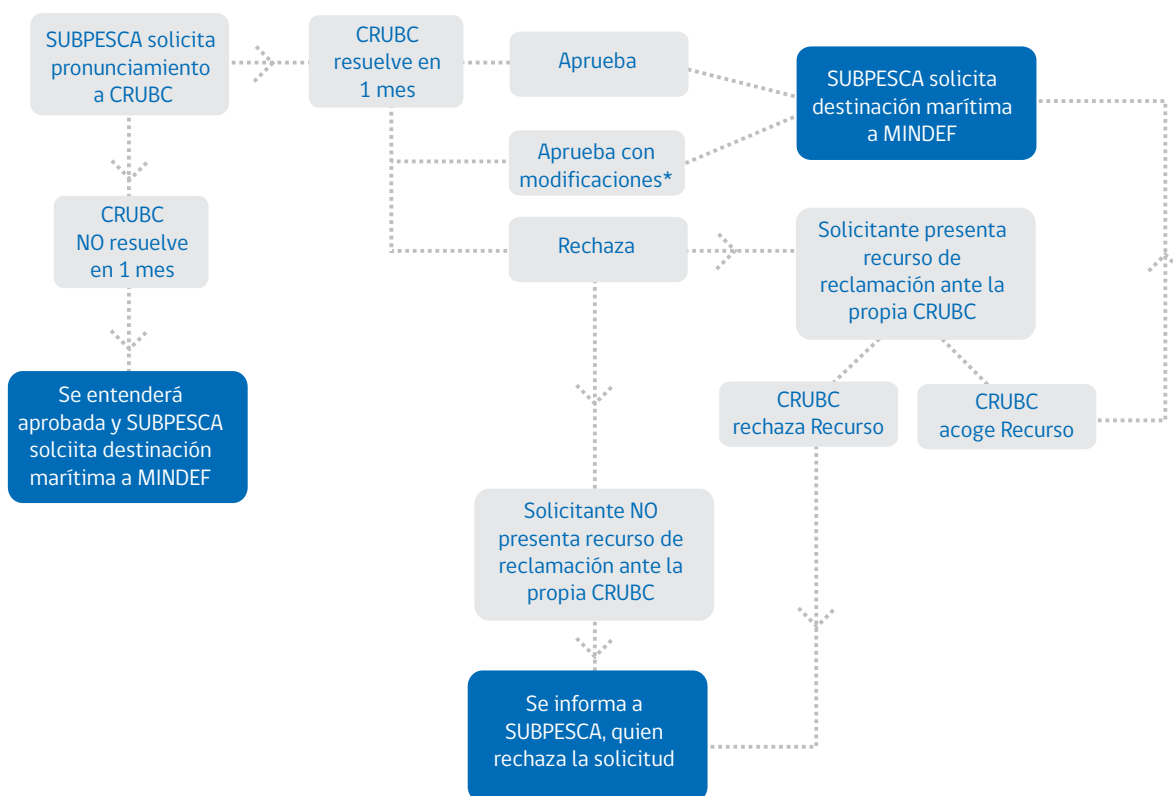 SUBPESCA solicita
pronunciamiento
a CRUBC
CRUBC
resuelve en
1 mes
Aprueba
SUBPESCA solicita
destinación marítima
a MINDEF
Aprueba con
modificaciones*
CRUBC
NO resuelve
en 1 mes
Rechaza
Solicitante presenta
recurso de
reclamación ante la
propia CRUBC
Se entenderá
aprobada y SUBPESCA
solciita destinación
marítima a MINDEF
CRUBC
rechaza Recurso
CRUBC
acoge Recurso
Solicitante NO
presenta recurso de
reclamación ante la
propia CRUBC
Se informa a
SUBPESCA, quien
rechaza la solicitud